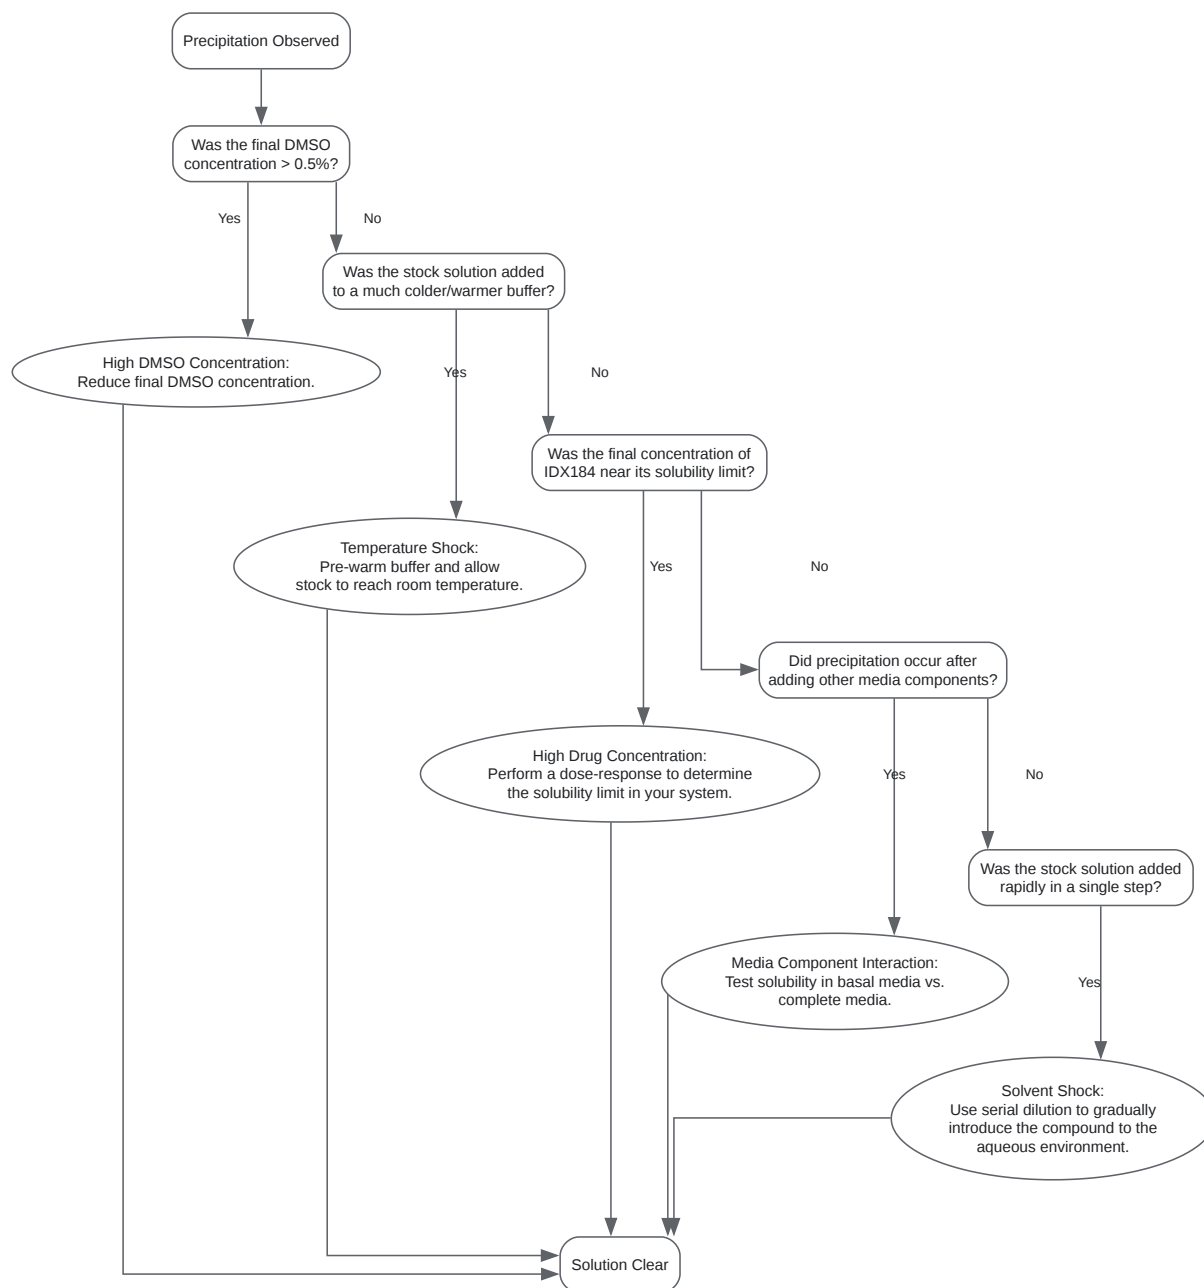 Precipitation Observed
Was the final DMSO
concentration > 0.5%?
Yes
No
Was the stock solution added
to a much colder/warmer buffer?
High DMSO Concentration:
Reduce final DMSO concentration.
Yes
No
Was the final concentration of
IDX184 near its solubility limit?
Temperature Shock:
Pre-warm buffer and allow
stock to reach room temperature.
Yes
No
Did precipitation occur after
adding other media components?
High Drug Concentration:
Perform a dose-response to determine
the solubility limit in your system.
Yes
No
Was the stock solution added
rapidly in a single step?
Media Component Interaction:
Test solubility in basal media vs.
complete media.
Yes
Solvent Shock:
Use serial dilution to gradually
introduce the compound to the
aqueous environment.
Solution Clear